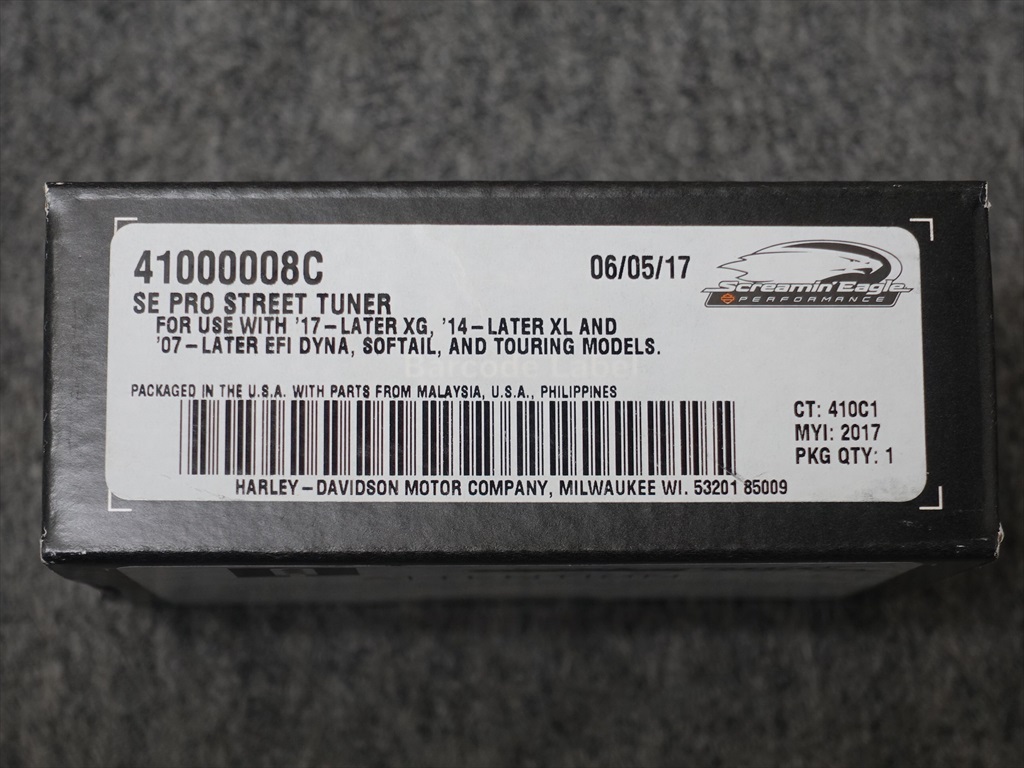 41000008C
06/05/17
Screamin' Eagle
PERFORMANCE
SE PRO STREET TUNER
FOR USE WITH '17-LATER XG, '14-LATER XL AND
'07-LATER EFI DYNA, SOFTAIL, AND TOURING MODELS.
Barcode Label
PACKAGED IN THE U.S.A. WITH PARTS FROM MALAYSIA, U.S.A., PHILIPPINES
CT: 410C1
MYI: 2017
PKG QTY: 1
HARLEY-DAVIDSON MOTOR COMPANY, MILWAUKEE WI. 53201 85009